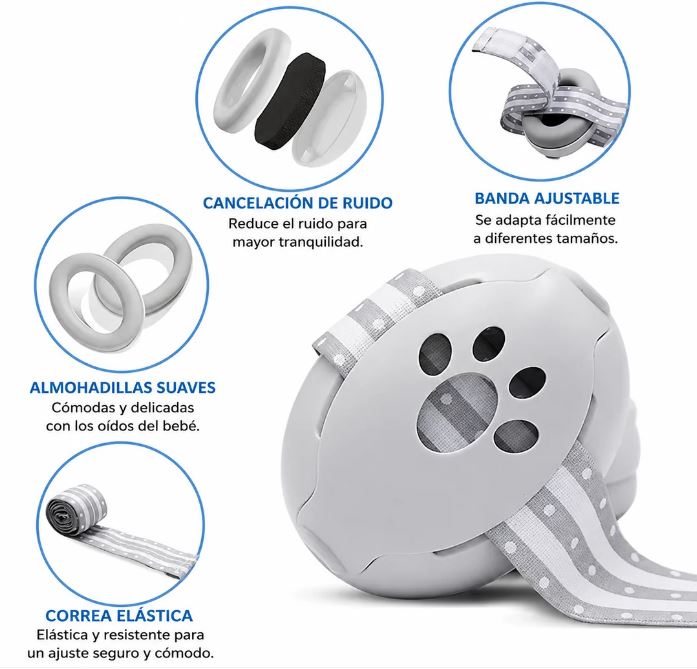 CANCELACIÓN DE RUIDO
Reduce el ruido para
mayor tranquilidad.
BANDA AJUSTABLE
Se adapta fácilmente
a diferentes tamaños.
ALMOHADILLAS SUAVES
Cómodas y delicadas
con los oídos del bebé.
CORREA ELÁSTICA
Elástica y resistente para
un ajuste seguro y cómodo.